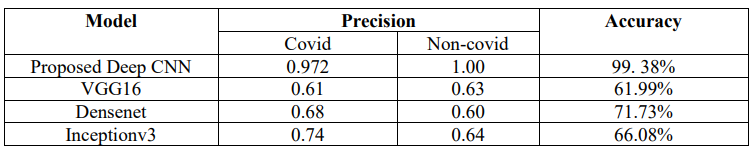 Model Precision Accuracy
Covid Non-covid
Proposed Deep CNN 0.972 1.00 99. 38%
VGG16 0.61 0.63 61.99%
Densenet 0.68 0.60 71.73%
Inceptionv3 0.74 0.64 66.08%